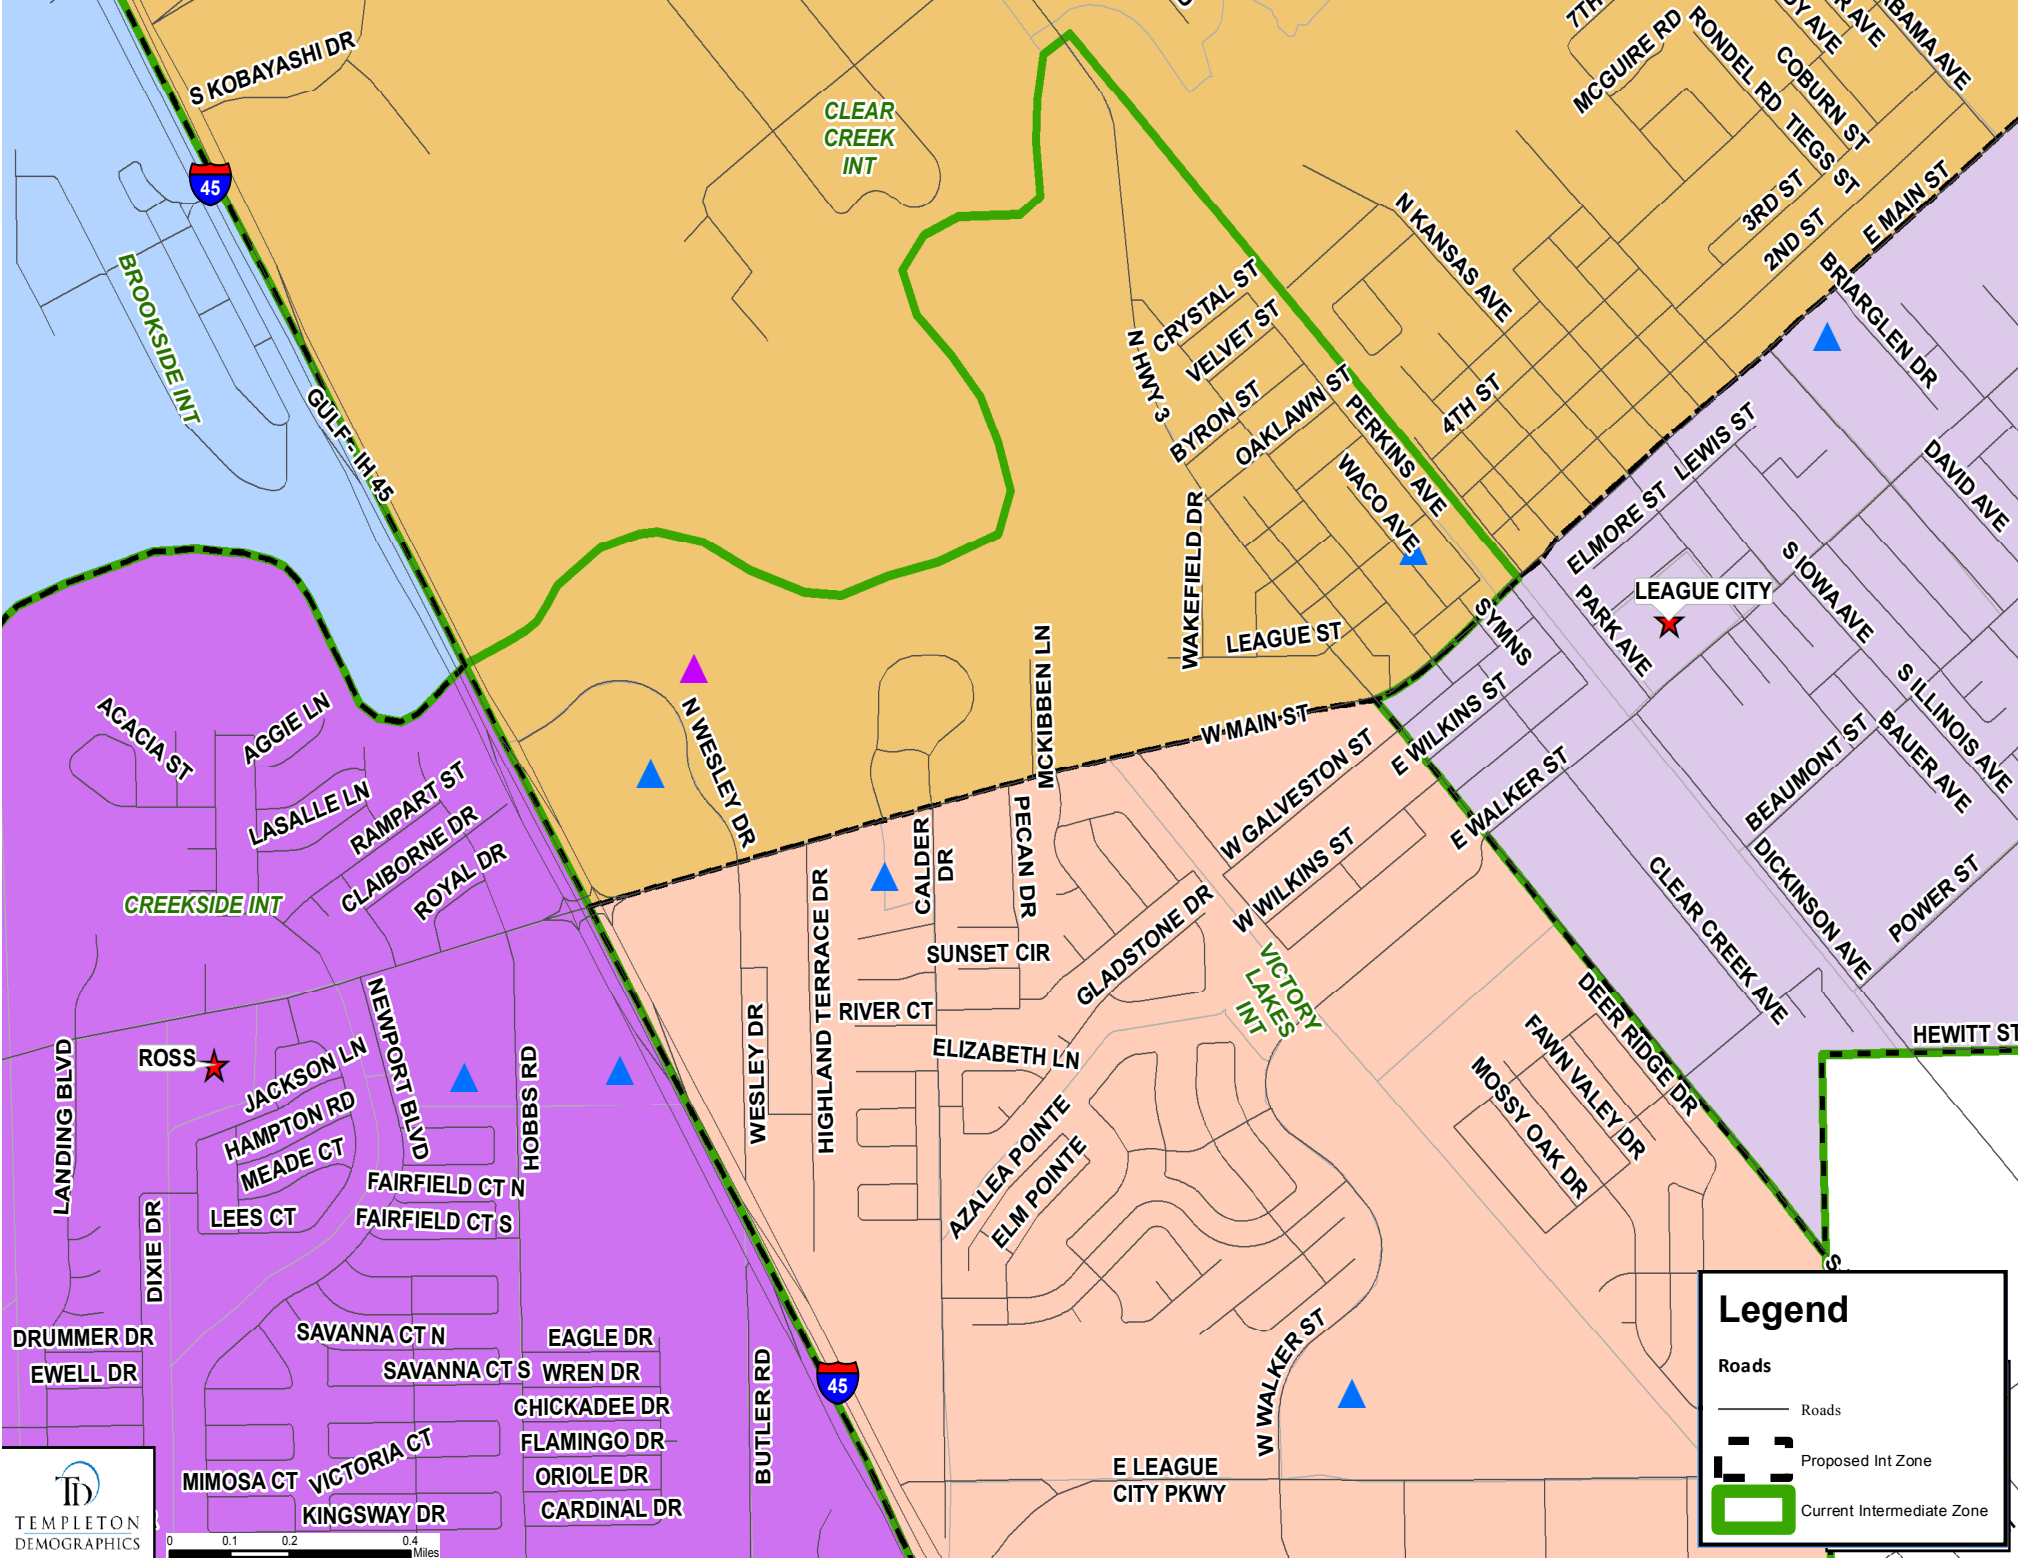 S KOBAYASHI DR
CLEAR
CREEK
INT
7TH
MCGUIRE RD
RONDEL RD
COBURN ST
TIEGS ST
3RD ST
2ND ST
E MAIN ST
45
BROOKSIDE INT
GULF - IH 45
N KANSAS AVE
CRYSTAL ST
VELVET ST
N HWY 3
BYRON ST
OAKLAWN ST
PERKINS AVE
WACO AVE
4TH ST
BRIARGLEN DR
LEWIS ST
ELMORE ST
DAVID AVE
S IOWA AVE
LEAGUE CITY
PARK AVE
SYMNS
WAKEFIELD DR
LEAGUE ST
MCKIBBEN LN
W MAIN ST
E WILKINS ST
E WALKER ST
S ILLINOIS AVE
BAUER AVE
BEAUMONT ST
DICKINSON AVE
POWER ST
CLEAR CREEK AVE
ACACIA ST
AGGIE LN
LASALLE LN
RAMPART ST
CLAIBORNE DR
ROYAL DR
CREEKSIDE INT
N WESLEY DR
W GALVESTON ST
W WILKINS ST
CALDER
DR
PECAN DR
HIGHLAND TERRACE DR
SUNSET CIR
GLADSTONE DR
VICTORY
LAKES
INT
RIVER CT
ELIZABETH LN
WESLEY DR
DEER RIDGE DR
FAWN VALEY DR
MOSSY OAK DR
HEWITT ST
ROSS
LANDING BLVD
JACKSON LN
HAMPTON RD
MEADE CT
LEES CT
NEWPORT BLVD
HOBBS RD
FAIRFIELD CT N
FAIRFIELD CT S
DIXIE DR
AZALEA POINTE
ELM POINTE
DRUMMER DR
EWELL DR
SAVANNA CT N
SAVANNA CT S
EAGLE DR
WREN DR
CHICKADEE DR
FLAMINGO DR
ORIOLE DR
CARDINAL DR
BUTLER RD
45
VICTORIA CT
MIMOSA CT
KINGSWAY DR
W WALKER ST
E LEAGUE
CITY PKWY
Legend
Roads
Roads
Proposed Int Zone
Current Intermediate Zone
TD
TEMPLETON
DEMOGRAPHICS
0 0.1 0.2 0.4
Miles